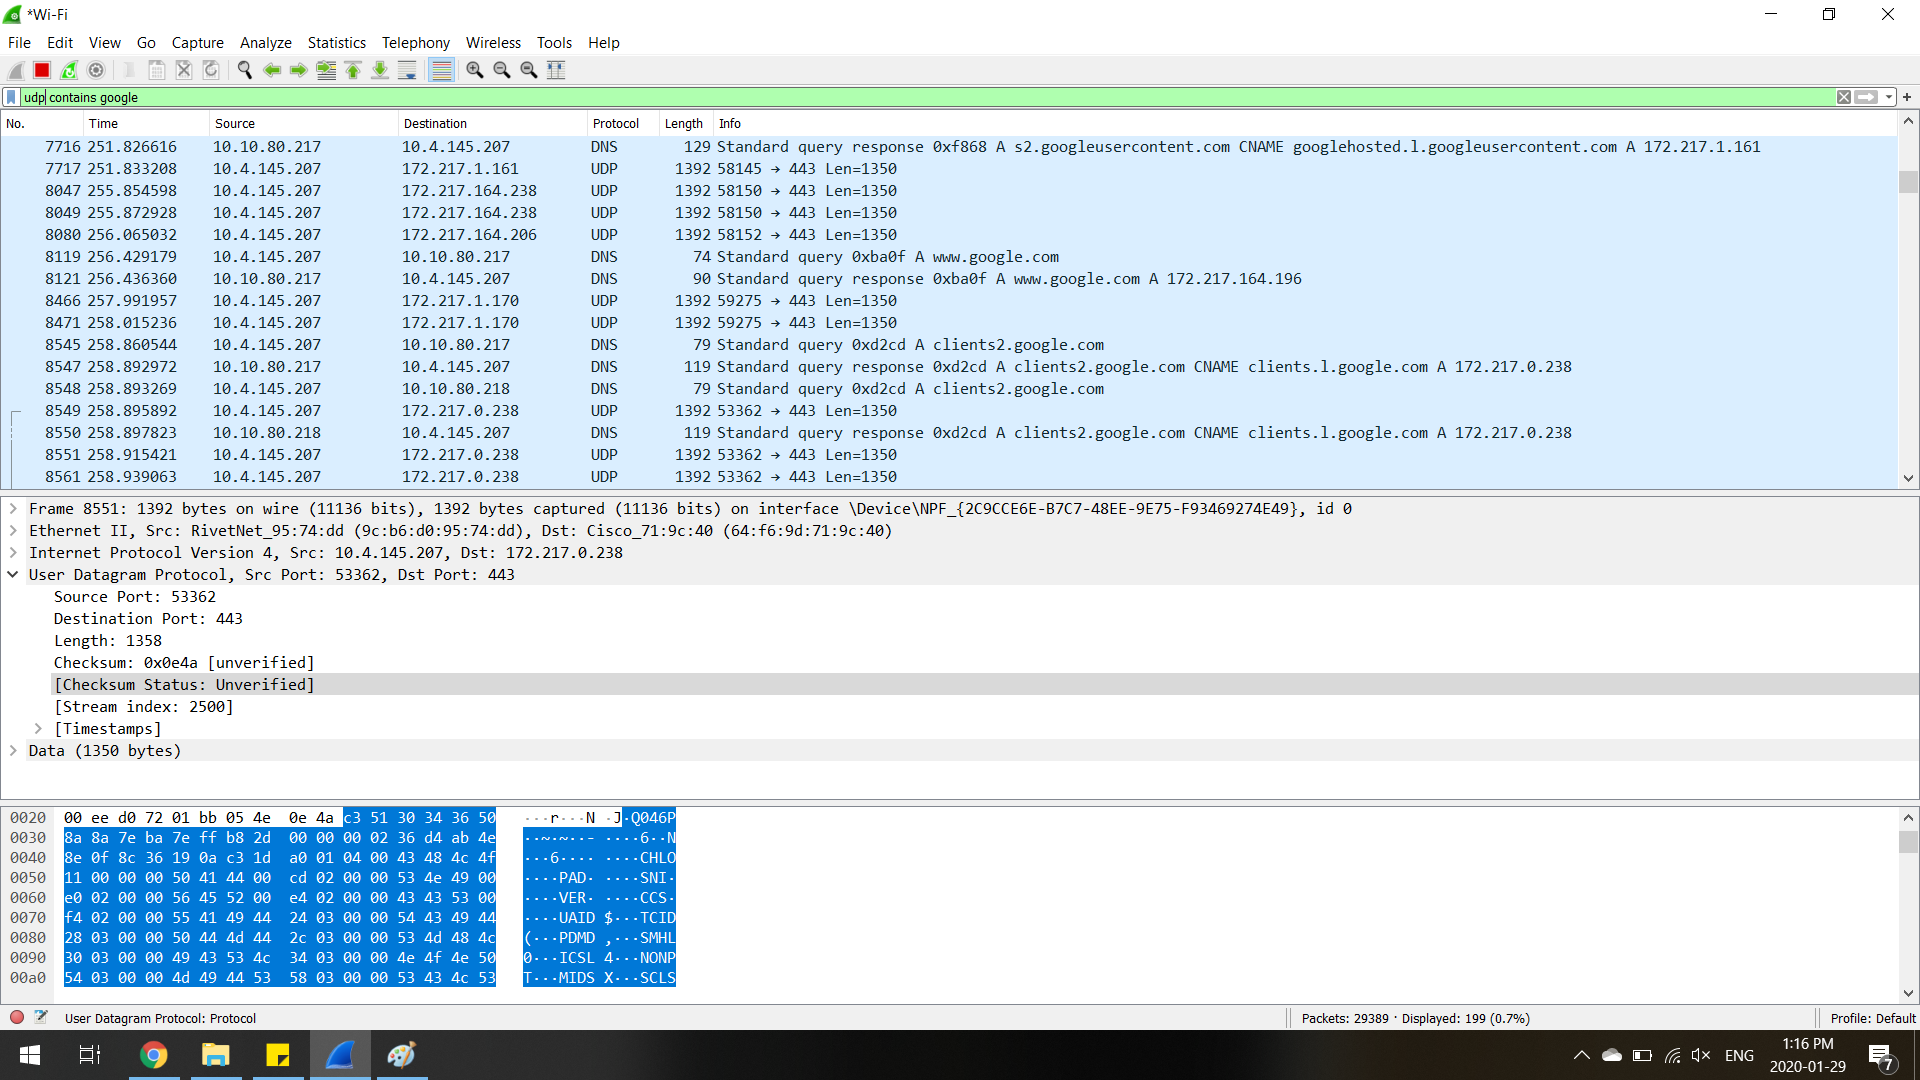 *Wi-Fi
File Edit View Go Capture Analyze Statistics Telephony Wireless Tools Help
udp contains google
No. Time Source Destination Protocol Length Info
7716 251.826616 10.10.80.217 10.4.145.207 DNS 129 Standard query response 0xf868 A s2.googleusercontent.com CNAME googlehosted.l.googleusercontent.com A 172.217.1.161
7717 251.833208 10.4.145.207 172.217.1.161 UDP 1392 58145 → 443 Len=1350
8047 255.854598 10.4.145.207 172.217.164.238 UDP 1392 58150 → 443 Len=1350
8049 255.872928 10.4.145.207 172.217.164.238 UDP 1392 58150 → 443 Len=1350
8080 256.065032 10.4.145.207 172.217.164.206 UDP 1392 58152 → 443 Len=1350
8119 256.429179 10.4.145.207 10.10.80.217 DNS 74 Standard query 0xba0f A www.google.com
8121 256.436360 10.10.80.217 10.4.145.207 DNS 90 Standard query response 0xba0f A www.google.com A 172.217.164.196
8466 257.991957 10.4.145.207 172.217.1.170 UDP 1392 59275 → 443 Len=1350
8471 258.015236 10.4.145.207 172.217.1.170 UDP 1392 59275 → 443 Len=1350
8545 258.860544 10.4.145.207 10.10.80.217 DNS 79 Standard query 0xd2cd A clients2.google.com
8547 258.892972 10.10.80.217 10.4.145.207 DNS 119 Standard query response 0xd2cd A clients2.google.com CNAME clients.l.google.com A 172.217.0.238
8548 258.893269 10.4.145.207 10.10.80.218 DNS 79 Standard query 0xd2cd A clients2.google.com
8549 258.895892 10.4.145.207 172.217.0.238 UDP 1392 53362 → 443 Len=1350
8550 258.897823 10.10.80.218 10.4.145.207 DNS 119 Standard query response 0xd2cd A clients2.google.com CNAME clients.l.google.com A 172.217.0.238
8551 258.915421 10.4.145.207 172.217.0.238 UDP 1392 53362 → 443 Len=1350
8561 258.939063 10.4.145.207 172.217.0.238 UDP 1392 53362 → 443 Len=1350
Frame 8551: 1392 bytes on wire (11136 bits), 1392 bytes captured (11136 bits) on interface \Device\NPF_{2C9CCE6E-B7C7-48EE-9E75-F93469274E49}, id 0
Ethernet II, Src: RivetNet_95:74:dd (9c:b6:d0:95:74:dd), Dst: Cisco_71:9c:40 (64:f6:9d:71:9c:40)
Internet Protocol Version 4, Src: 10.4.145.207, Dst: 172.217.0.238
User Datagram Protocol, Src Port: 53362, Dst Port: 443
Source Port: 53362
Destination Port: 443
Length: 1358
Checksum: 0x0e4a [unverified]
[Checksum Status: Unverified]
[Stream index: 2500]
[Timestamps]
Data (1350 bytes)
0020 00 ee d0 72 01 bb 05 4e 0e 4a c3 51 30 34 36 50 ···r···N ·J·Q046P
0030 8a 8a 7e ba 7e ff b8 2d 00 00 00 02 36 d4 ab 4e ··~·~··- ····6··N
0040 8e 0f 8c 36 19 0a c3 1d a0 01 04 00 43 48 4c 4f ···6···· ····CHLO
0050 11 00 00 00 50 41 44 00 cd 02 00 00 53 4e 49 00 ····PAD· ····SNI·
0060 e0 02 00 00 56 45 52 00 e4 02 00 00 43 43 53 00 ····VER· ····CCS·
0070 f4 02 00 00 55 41 49 44 24 03 00 00 54 43 49 44 ····UAID $···TCID
0080 28 03 00 00 50 44 4d 44 2c 03 00 00 53 4d 48 4c (···PDMD ,···SMHL
0090 30 03 00 00 49 43 53 4c 34 03 00 00 4e 4f 4e 50 0···ICSL 4···NONP
00a0 54 03 00 00 4d 49 44 53 58 03 00 00 53 43 4c 53 T···MIDS X···SCLS
User Datagram Protocol: Protocol
Packets: 29389 · Displayed: 199 (0.7%)
Profile: Default
ENG
1:16 PM
2020-01-29
7